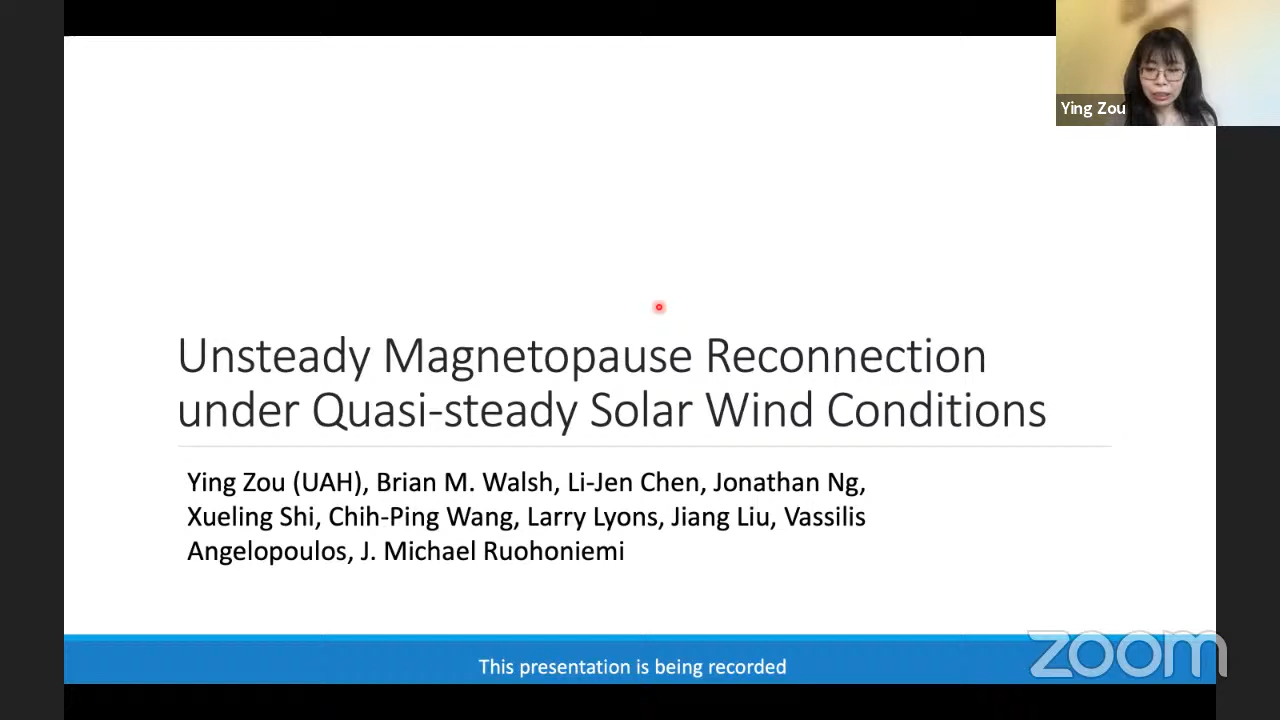 Ying Zou
Unsteady Magnetopause Reconnection
under Quasi-steady Solar Wind Conditions
Ying Zou (UAH), Brian M. Walsh, Li-Jen Chen, Jonathan Ng,
Xueling Shi, Chih-Ping Wang, Larry Lyons, Jiang Liu, Vassilis
Angelopoulos, J. Michael Ruohoniemi
This presentation is being recorded
zoom